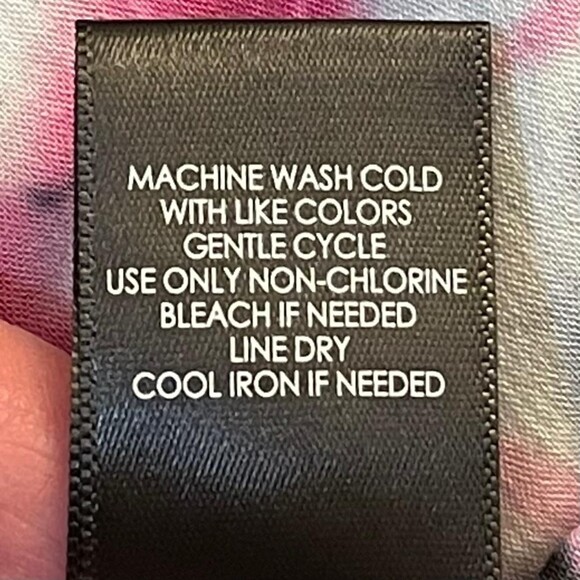 MACHINE WASH COLD
WITH LIKE COLORS
GENTLE CYCLE
USE ONLY NON-CHLORINE
BLEACH IF NEEDED
LINE DRY
COOL IRON IF NEEDED